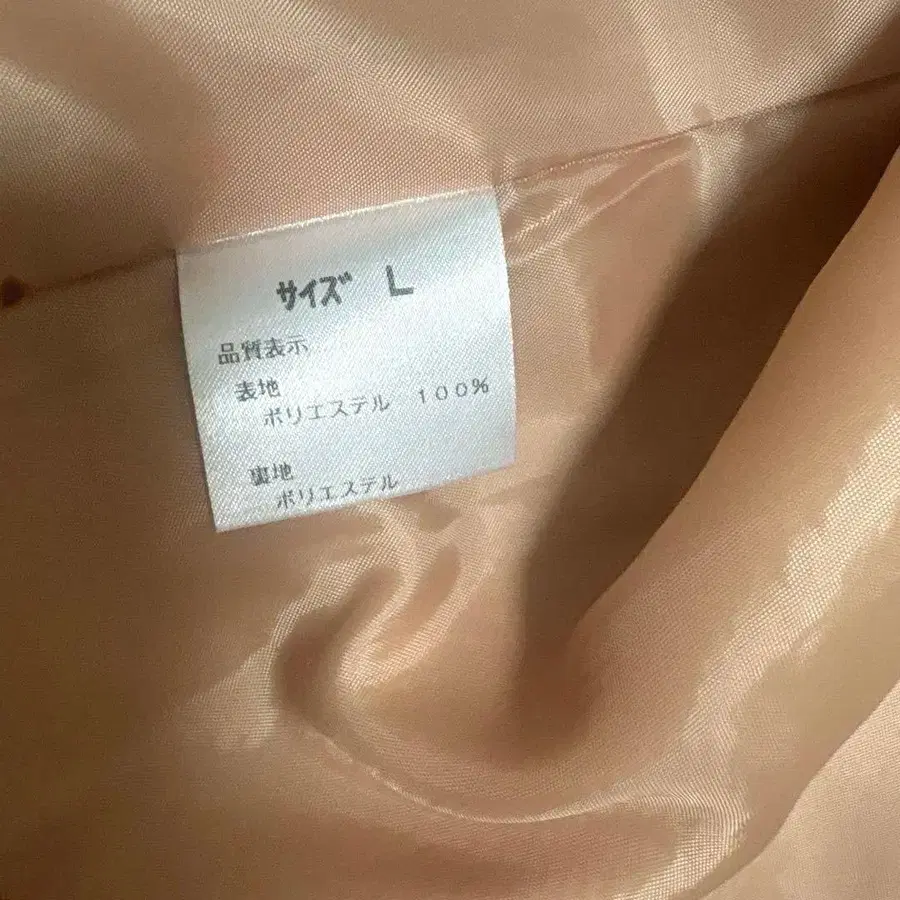 サイズ L
品質表示
表地
ポリエステル 100%
裏地
ポリエステル